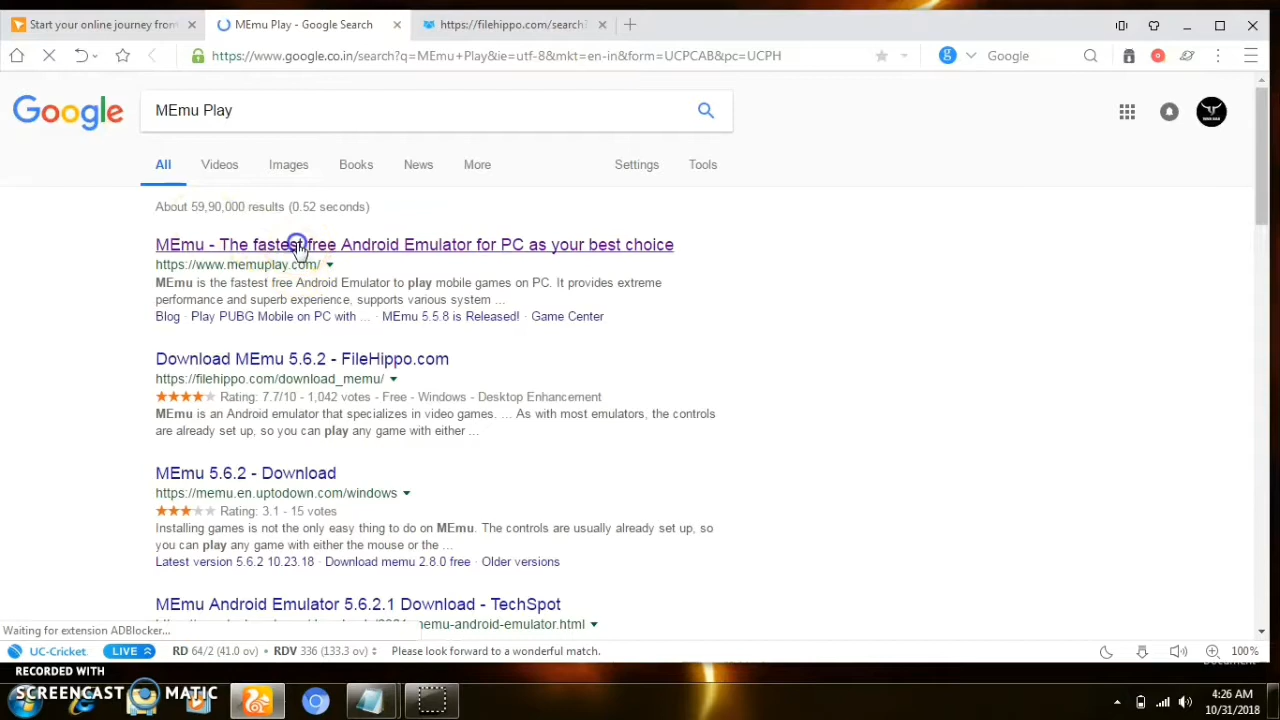 Start your online journey from
MEmu Play - Google Search
https://filehippo.com/search?
https://www.google.co.in/search?q=MEmu+Play&ie=utf-8&mkt=en-in&form=UCPCAB&pc=UCPH
Google
Google
MEmu Play
All Videos Images Books News More Settings Tools
About 59,90,000 results (0.52 seconds)
MEmu - The fastest free Android Emulator for PC as your best choice
https://www.memuplay.com/
MEmu is the fastest free Android Emulator to play mobile games on PC. It provides extreme
performance and superb experience, supports various system ...
Blog · Play PUBG Mobile on PC with ... · MEmu 5.5.8 is Released! · Game Center
Download MEmu 5.6.2 - FileHippo.com
https://filehippo.com/download_memu/
Rating: 7.7/10 - 1,042 votes - Free - Windows - Desktop Enhancement
MEmu is an Android emulator that specializes in video games. ... As with most emulators, the controls
are already set up, so you can play any game with either ...
MEmu 5.6.2 - Download
https://memu.en.uptodown.com/windows
Rating: 3.1 - 15 votes
Installing games is not the only easy thing to do on MEmu. The controls are usually already set up, so
you can play any game with either the mouse or the ...
Latest version 5.6.2 10.23.18 · Download memu 2.8.0 free · Older versions
MEmu Android Emulator 5.6.2.1 Download - TechSpot
emu-android-emulator.html
Waiting for extension ADBlocker...
UC-Cricket LIVE RD 64/2 (41.0 ov) • RDV 336 (133.3 ov) Please look forward to a wonderful match. 100%
RECORDED WITH
SCREENCAST MATIC
4:26 AM
10/31/2018